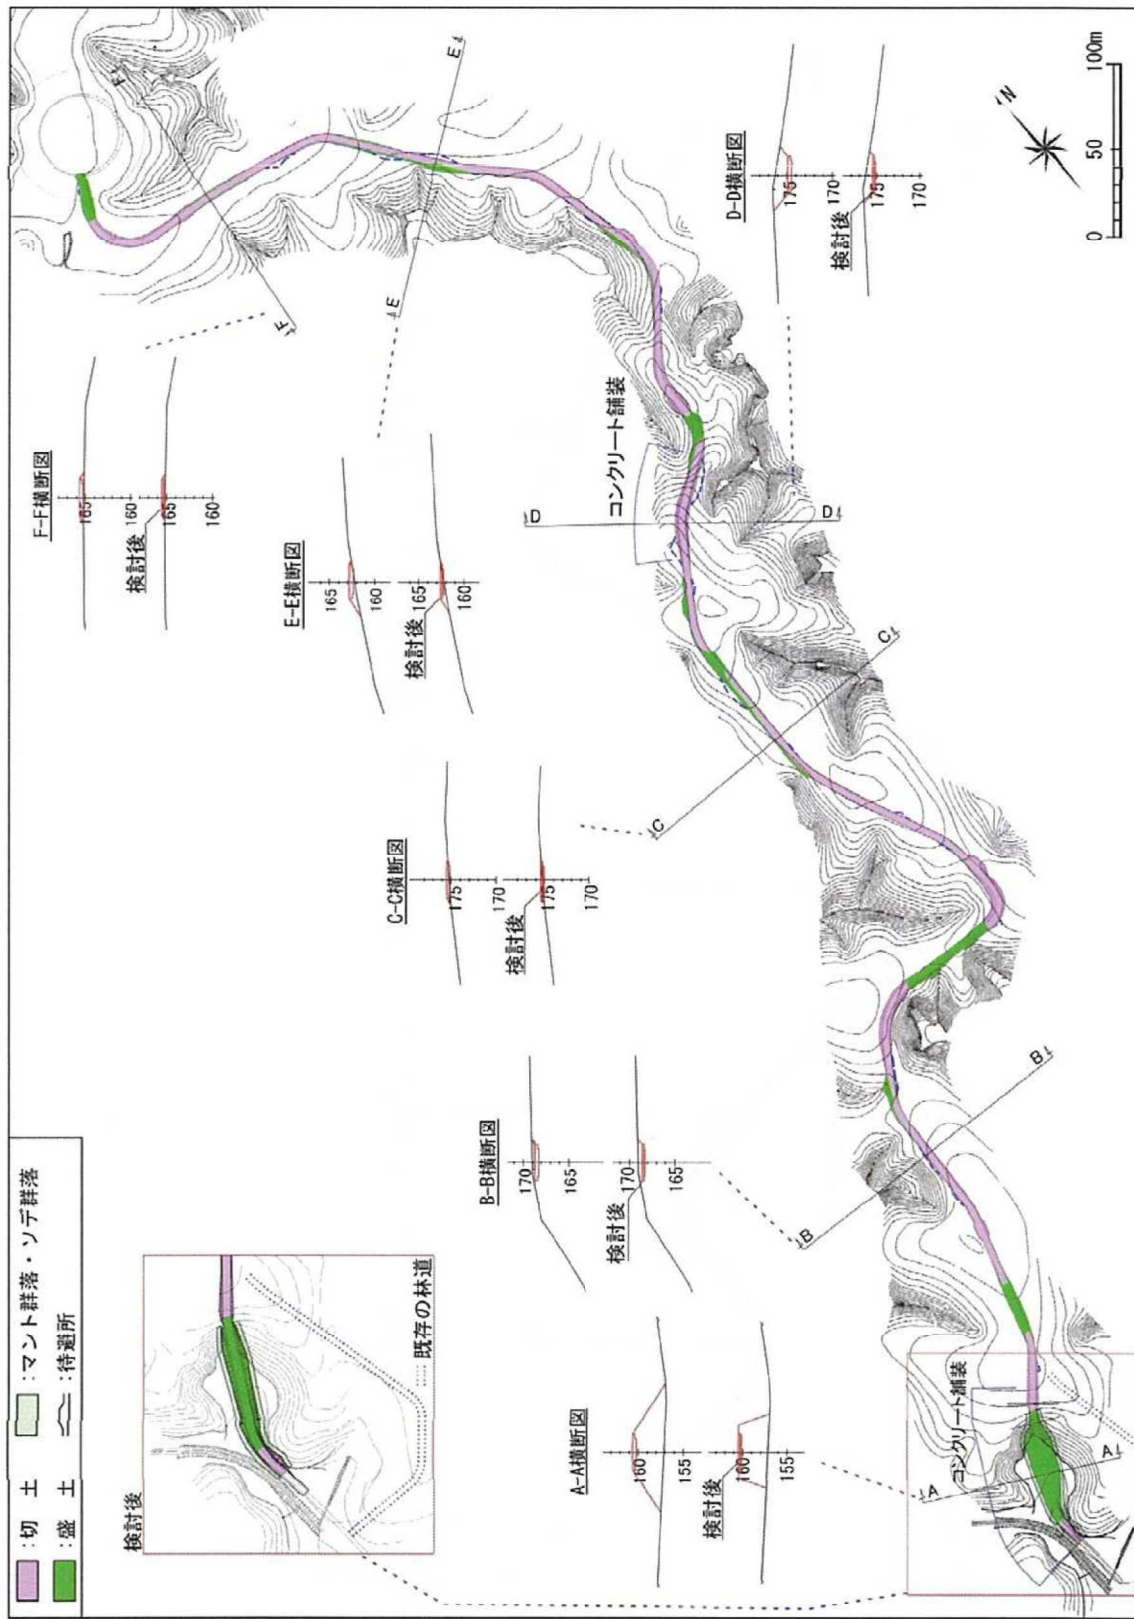 :切 土
:盛 土
:マント群落・ソデ群落
:待避所
検討後
既存の林道
A-A横断図
160
155
検討後
160
155
B-B横断図
170
165
検討後
170
165
C-C横断図
175
170
検討後
175
170
E-E横断図
165
160
検討後
165
160
F-F横断図
165
160
検討後
165
160
D-D横断図
175
170
検討後
175
170
コンクリート舗装
コンクリート舗装
A
A
B
B
C
C
D
D
E
E
F
F
N
0
50
100m